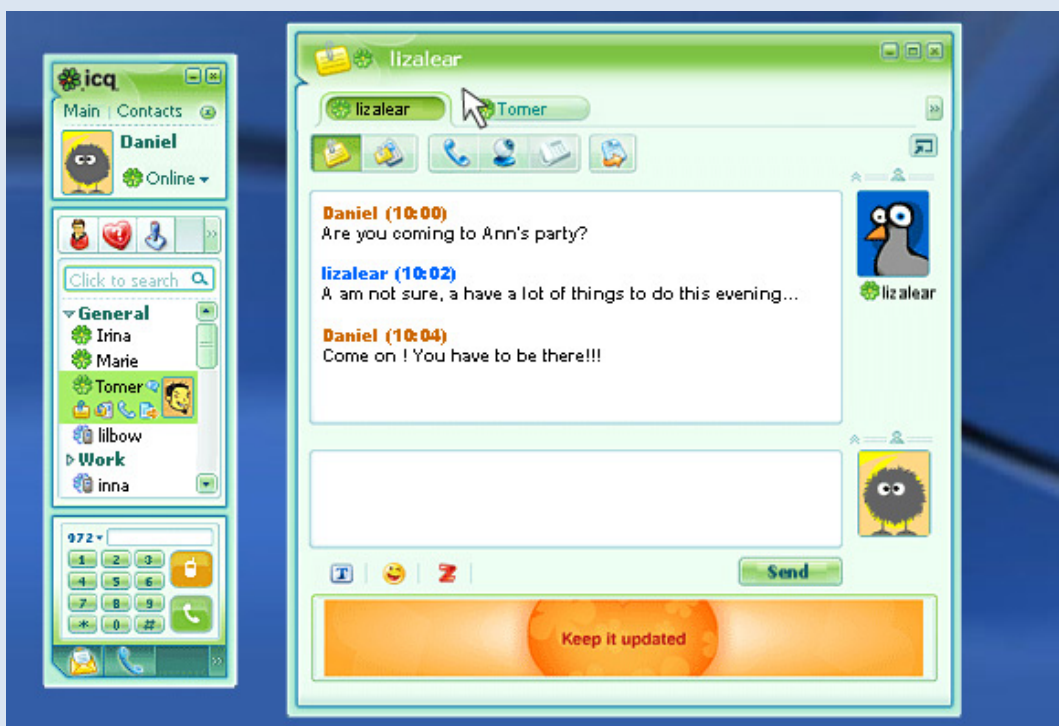 icq
Main | Contacts
Daniel
Online
Click to search
General
Irina
Marie
Tomer
lilbow
Work
inna
972
1 2 3
4 5 6
7 8 9
* 0 #
lizalear
lizalear Tomer
Daniel (10:00)
Are you coming to Ann's party?
lizalear (10:02)
A am not sure, a have a lot of things to do this evening...
Daniel (10:04)
Come on ! You have to be there!!!
lizalear
T Z
Send
Keep it updated